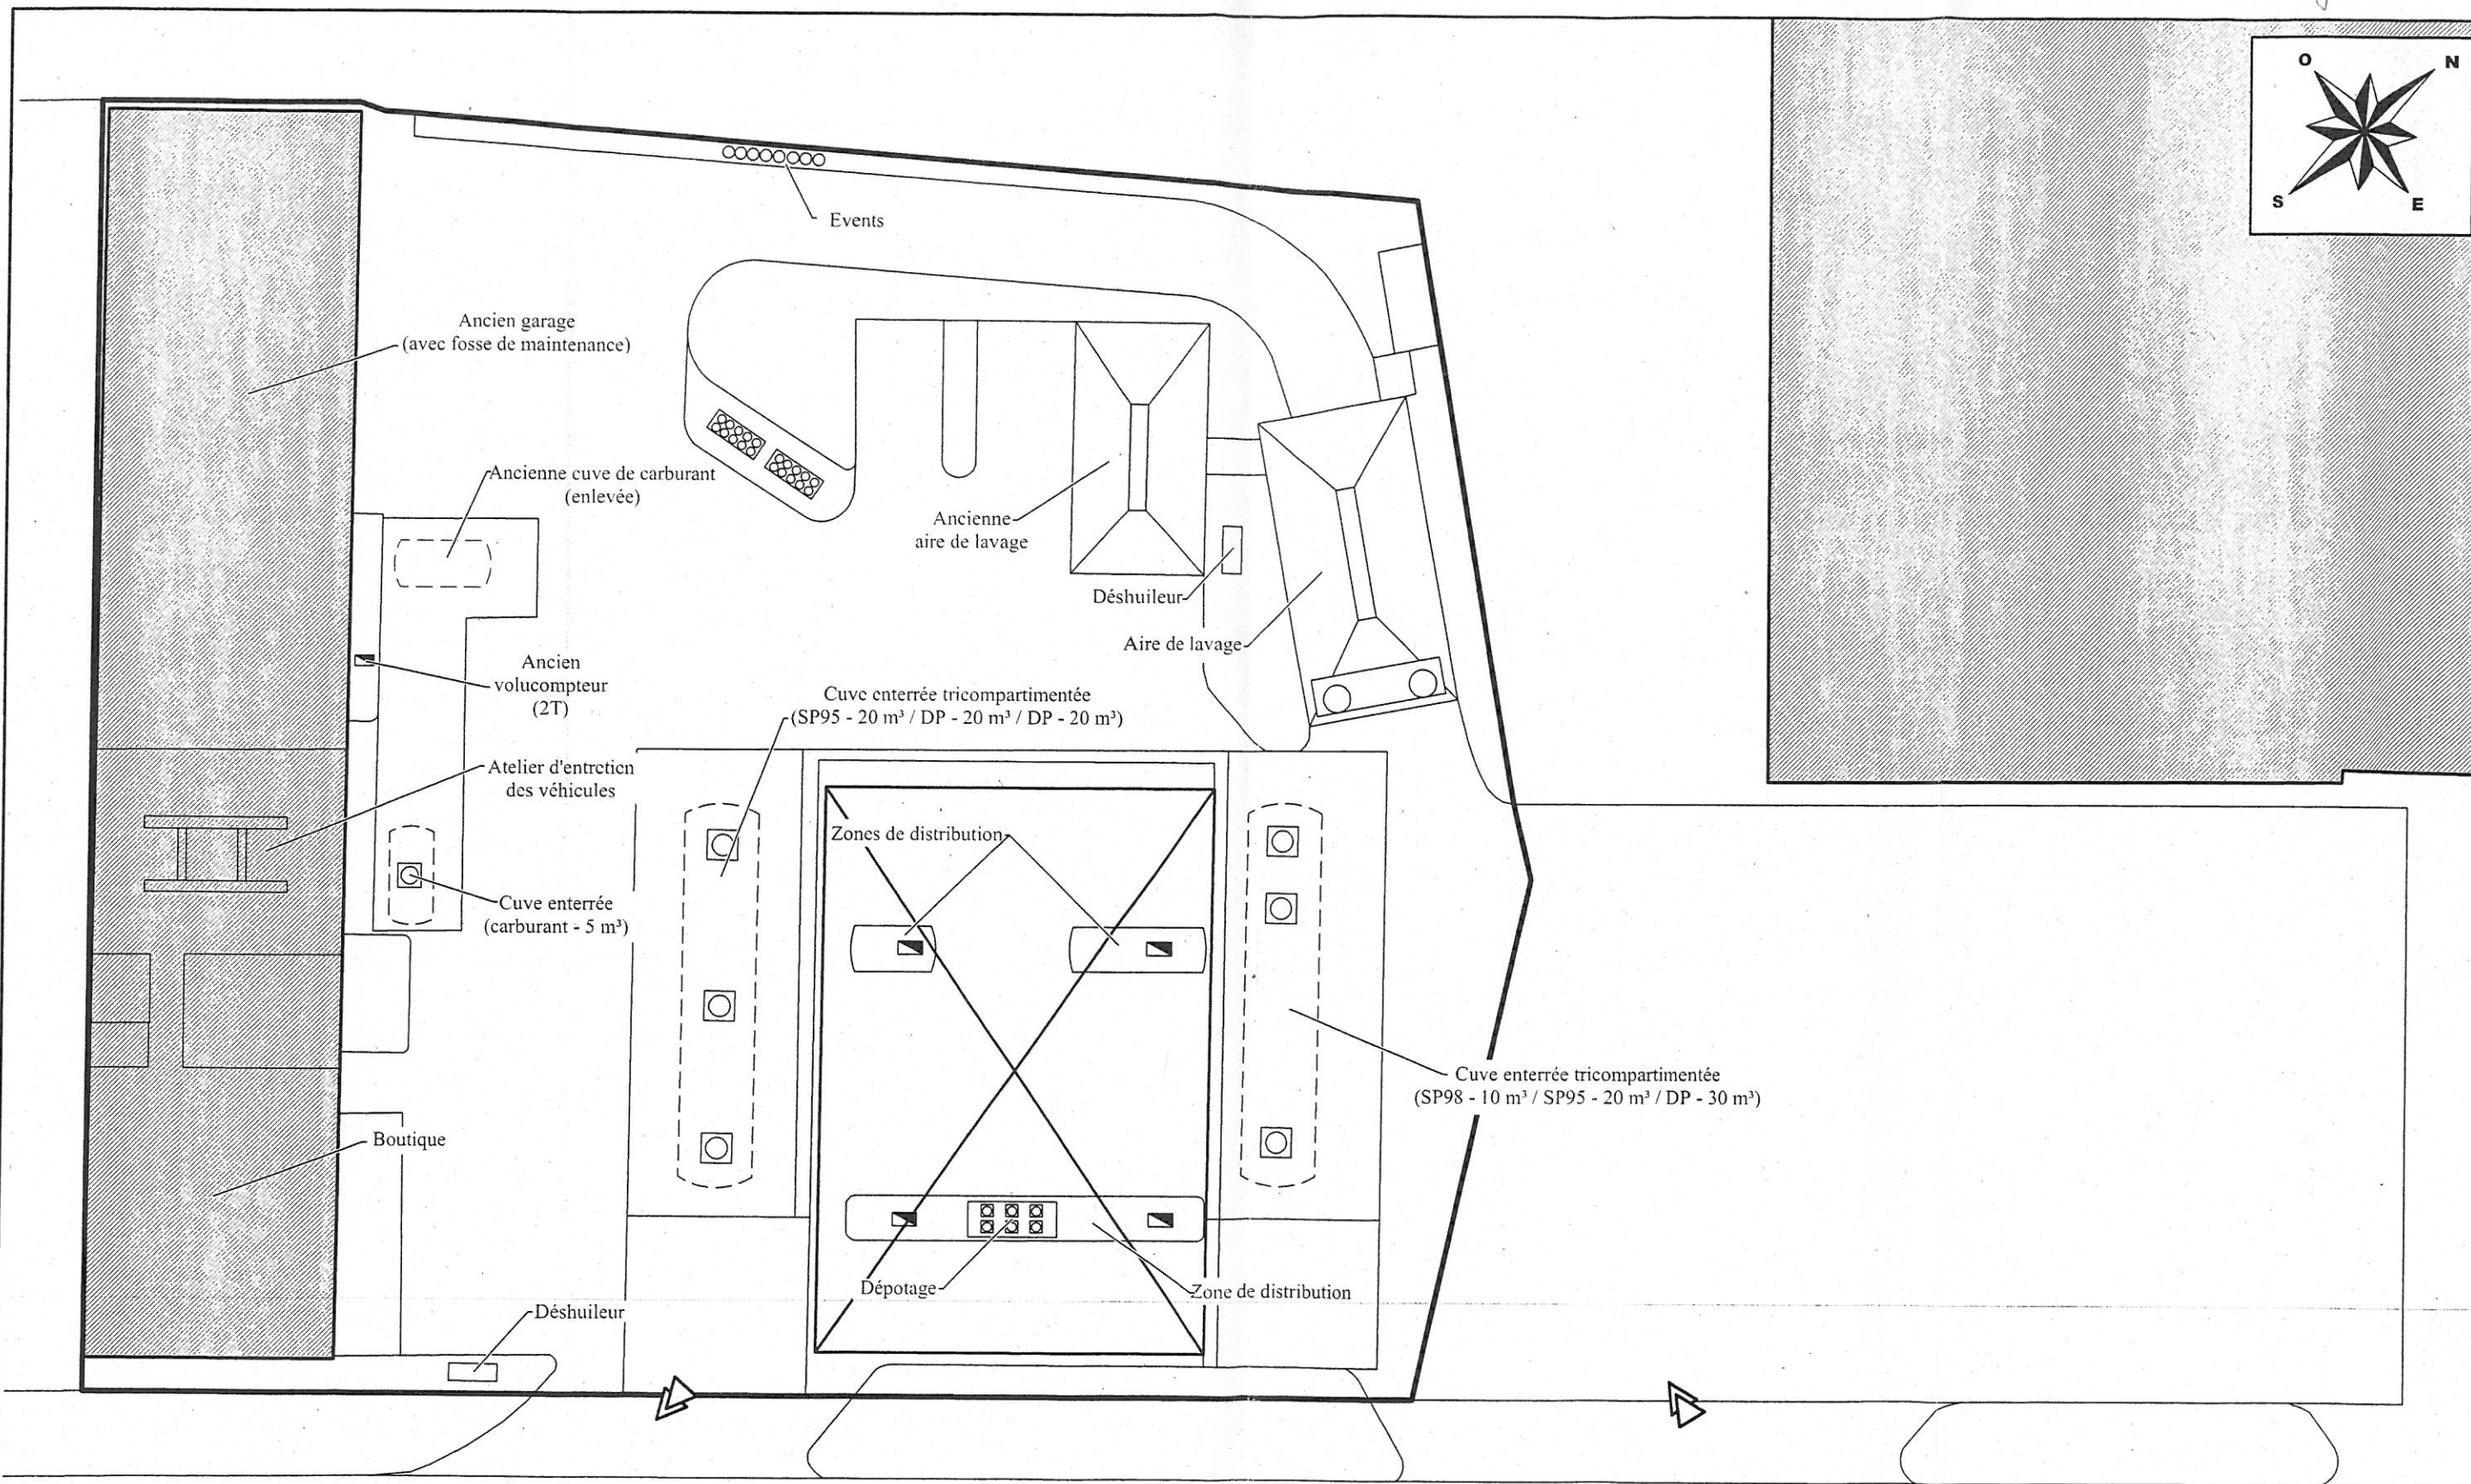 O
N
S
E
Events
Ancien garage
(avec fosse de maintenance)
Ancienne cuve de carburant
(enlevée)
Ancienne
aire de lavage
Déshuileur
Aire de lavage
Ancien
volucompteur
(2T)
Cuve enterrée tricompartimentée
(SP95 - 20 m³ / DP - 20 m³ / DP - 20 m³)
Atelier d'entretien
des véhicules
Zones de distribution
Cuve enterrée
(carburant - 5 m³)
Cuve enterrée tricompartimentée
(SP98 - 10 m³ / SP95 - 20 m³ / DP - 30 m³)
Boutique
Dépotage
Zone de distribution
Déshuileur